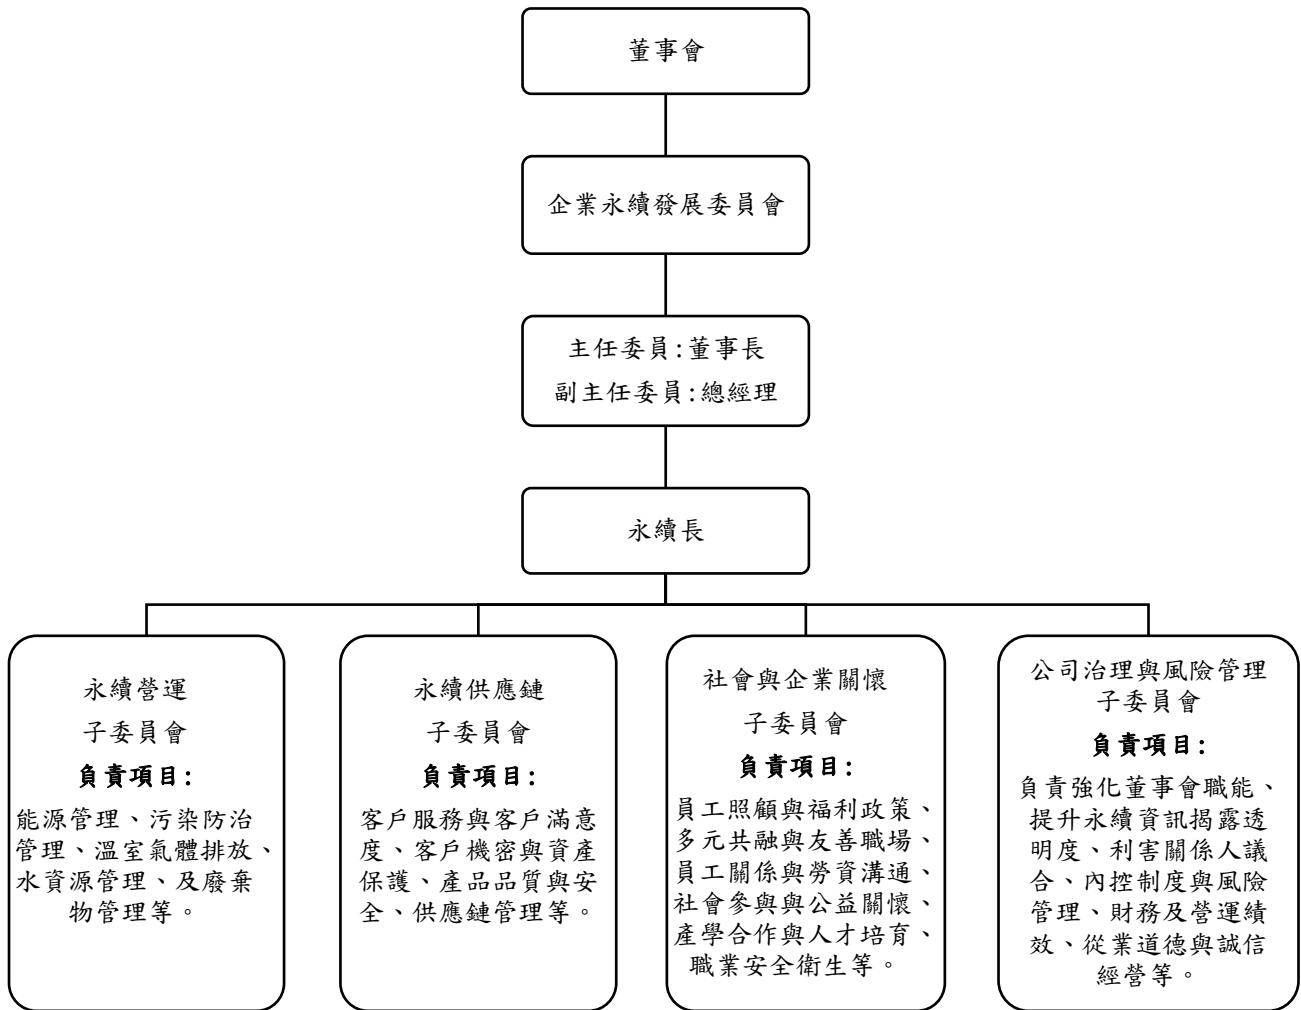 董事會
企業永續發展委員會
主任委員:董事長
副主任委員:總經理
永續長
永續營運
子委員會
負責項目:
能源管理、污染防治
管理、溫室氣體排放、
水資源管理、及廢棄
物管理等。
永續供應鏈
子委員會
負責項目:
客戶服務與客戶滿意
度、客戶機密與資產
保護、產品品質與安
全、供應鏈管理等。
社會與企業關懷
子委員會
負責項目:
員工照顧與福利政策、
多元共融與友善職場、
員工關係與勞資溝通、
社會參與與公益關懷、
產學合作與人才培育、
職業安全衛生等。
公司治理與風險管理
子委員會
負責項目:
負責強化董事會職能、
提升永續資訊揭露透
明度、利害關係人議
合、內控制度與風險
管理、財務及營運績
效、從業道德與誠信
經營等。